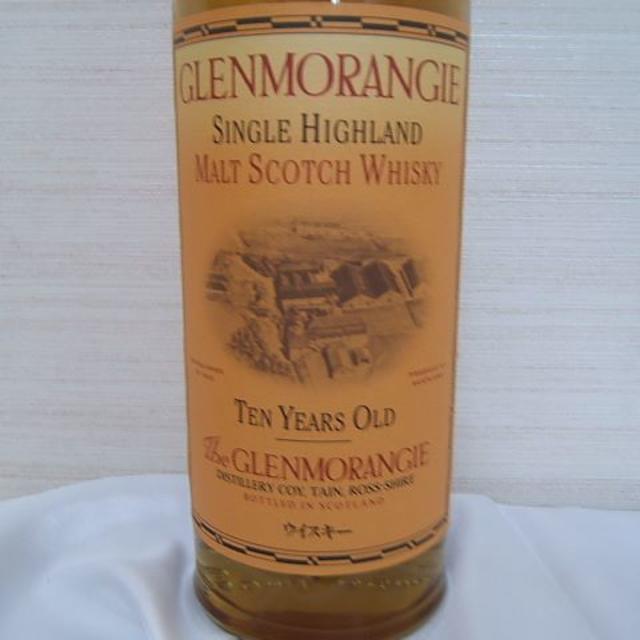 GLENMORANGIE
SINGLE HIGHLAND
MALT SCOTCH WHISKY
TEN YEARS OLD
The GLENMORANGIE
DISTILLERY COY, TAIN, ROSS-SHIRE
BOTTLED IN SCOTLAND
ウイスキー